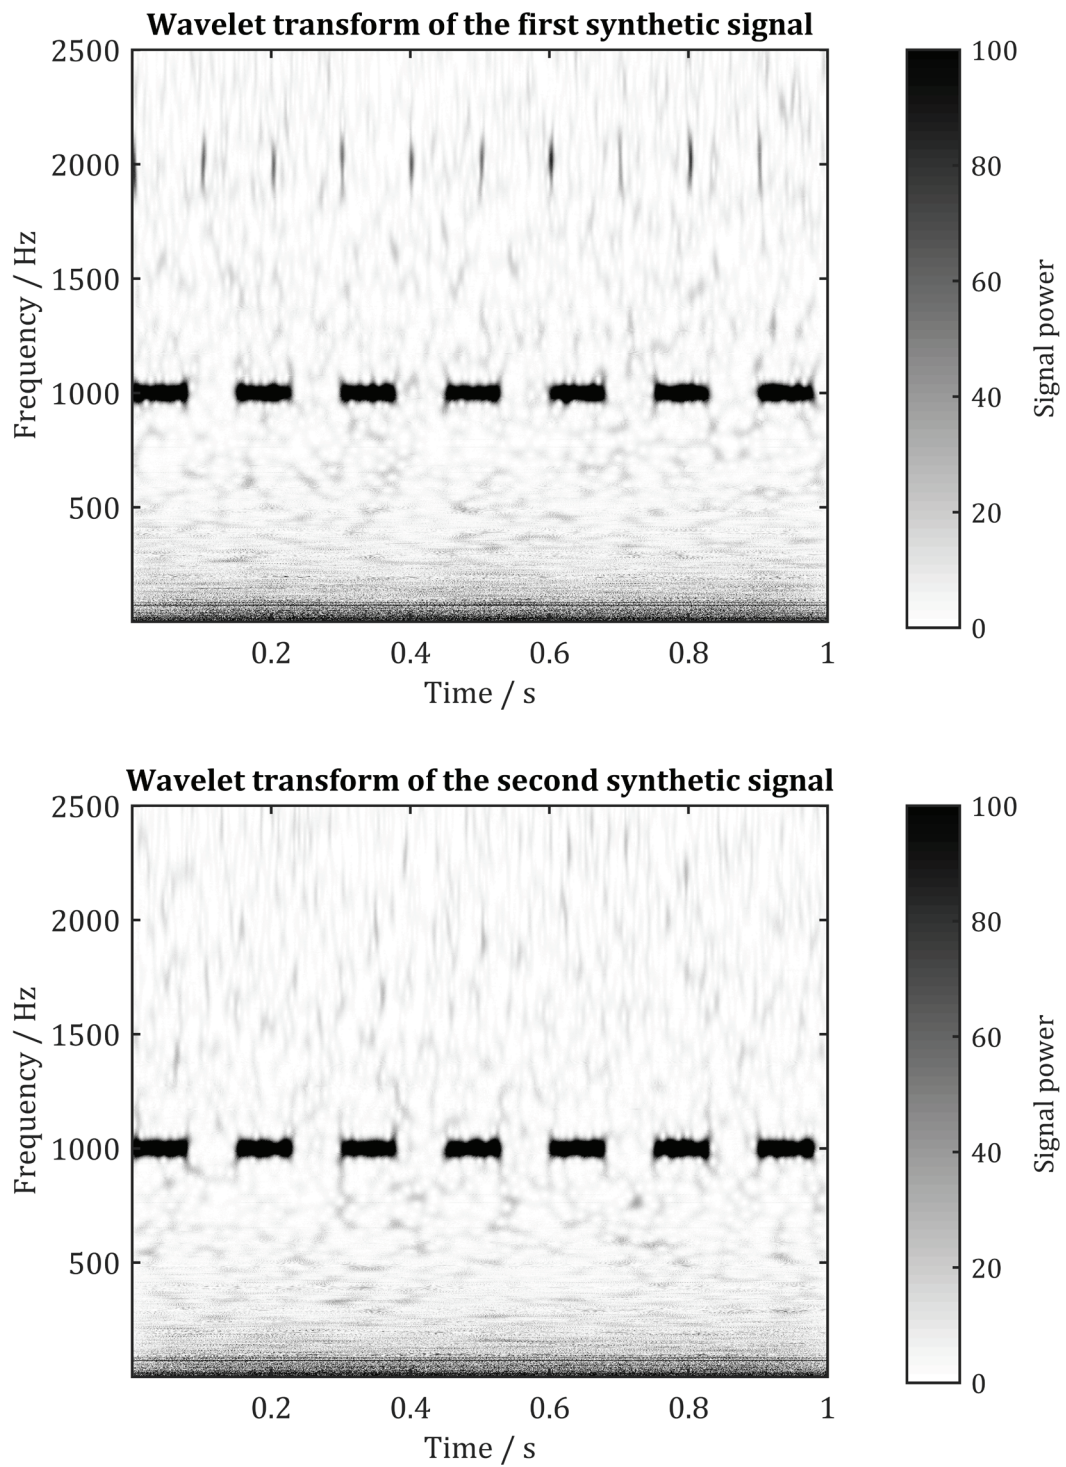 Wavelet transform of the first synthetic signal
2500
2000
1500
1000
500
Frequency / Hz
0.2 0.4 0.6 0.8 1
Time / s
100
80
60
40
20
0
Signal power
Wavelet transform of the second synthetic signal
2500
2000
1500
1000
500
Frequency / Hz
0.2 0.4 0.6 0.8 1
Time / s
100
80
60
40
20
0
Signal power